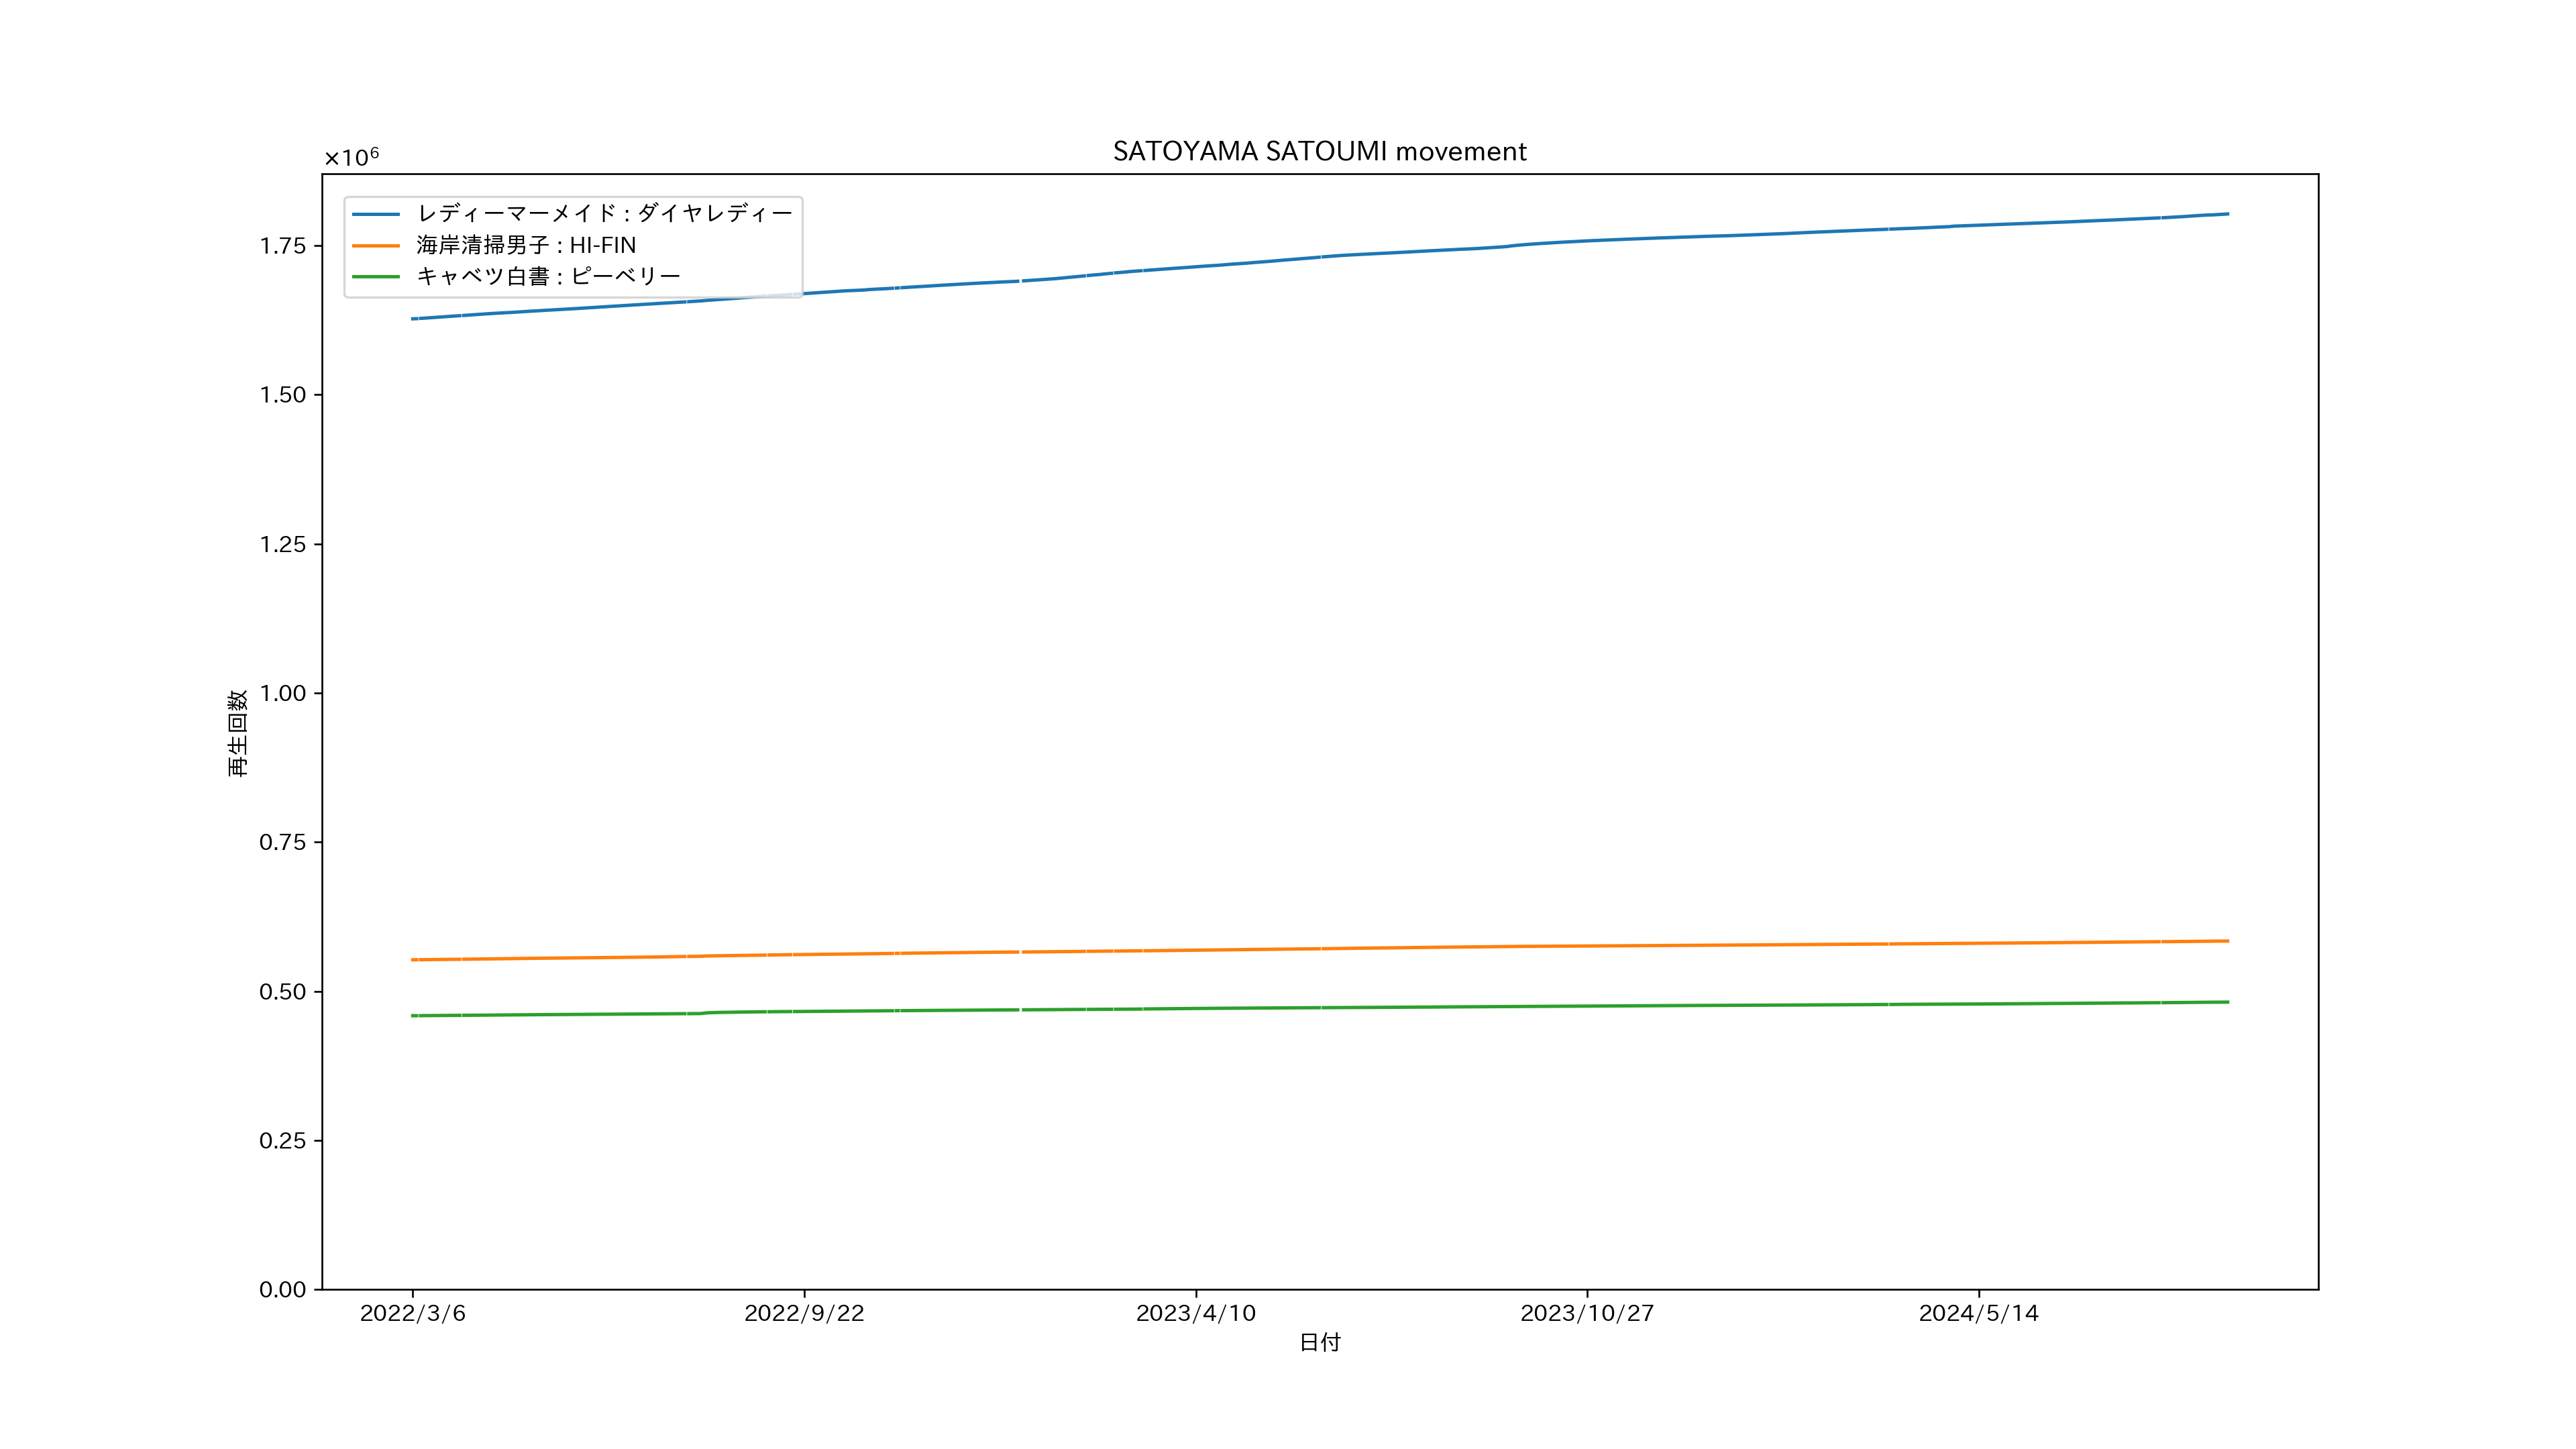 SATOYAMA SATOUMI movement
×10⁶
レディーマーメイド : ダイヤレディー
海岸清掃男子 : HI-FIN
キャベツ白書 : ピーベリー
1.75
1.50
1.25
1.00
0.75
0.50
0.25
0.00
再生回数
2022/3/6
2022/9/22
2023/4/10
2023/10/27
2024/5/14
日付